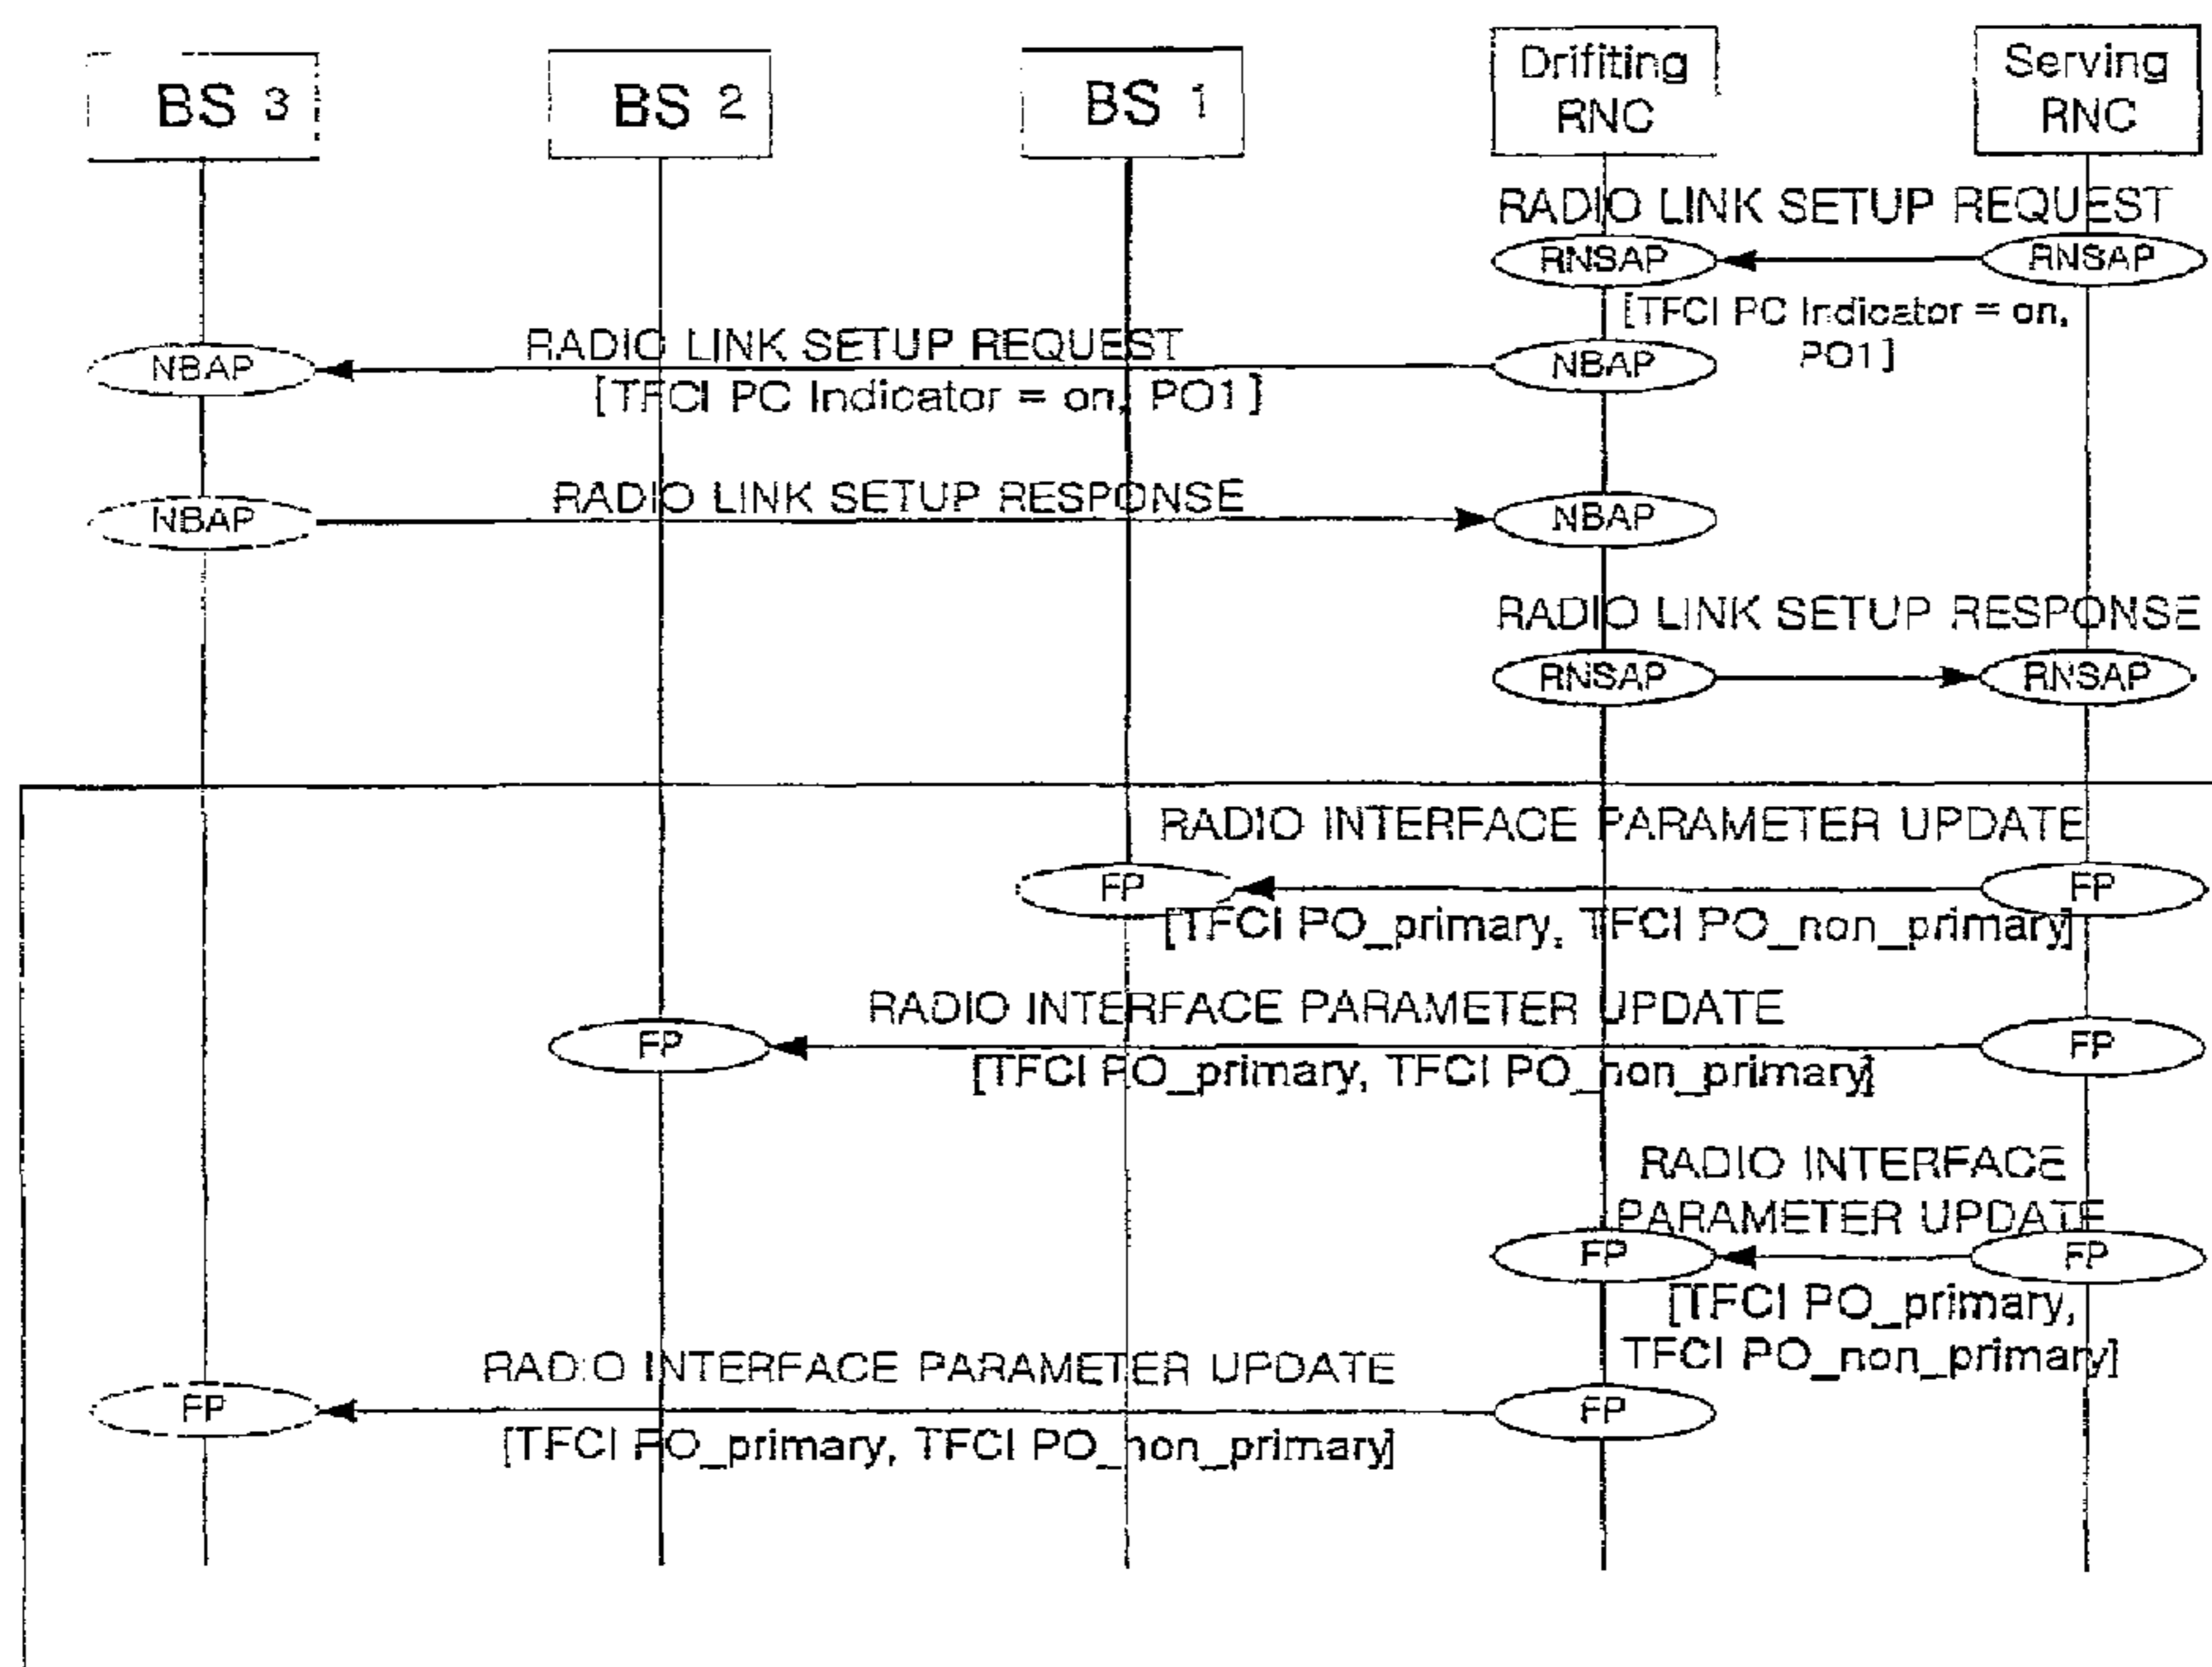 BS 3
BS 2
BS 1
Drifiting
RNC
Serving
RNC
RADIO LINK SETUP REQUEST
RNSAP
RNSAP
[TFCI PC Indicator = on,
PO1]
RADIO LINK SETUP REQUEST
NBAP
NBAP
[TFCI PC Indicator = on, PO1]
RADIO LINK SETUP RESPONSE
NBAP
NBAP
RADIO LINK SETUP RESPONSE
RNSAP
RNSAP
RADIO INTERFACE PARAMETER UPDATE
FP
FP
[TFCI PO_primary, TFCI PO_non_primary]
RADIO INTERFACE PARAMETER UPDATE
FP
FP
[TFCI PO_primary, TFCI PO_non_primary]
RADIO INTERFACE
PARAMETER UPDATE
FP
FP
[TFCI PO_primary,
TFCI PO_non_primary]
RADIO INTERFACE PARAMETER UPDATE
FP
FP
[TFCI PO_primary, TFCI PO_non_primary]